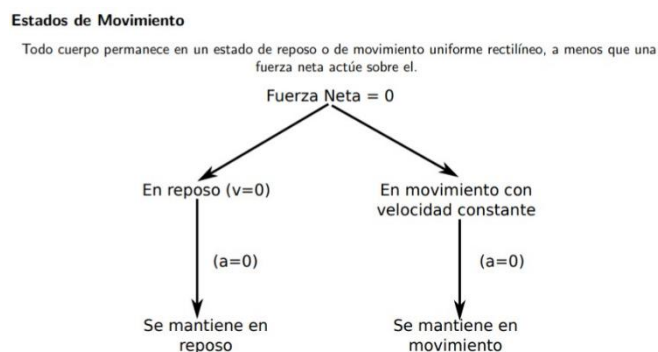 Estados de Movimiento
Todo cuerpo permanece en un estado de reposo o de movimiento uniforme rectilíneo, a menos que una
fuerza neta actúe sobre el.
Fuerza Neta = 0
En reposo (v=0)
En movimiento con
velocidad constante
(a=0)
(a=0)
Se mantiene en
reposo
Se mantiene en
movimiento